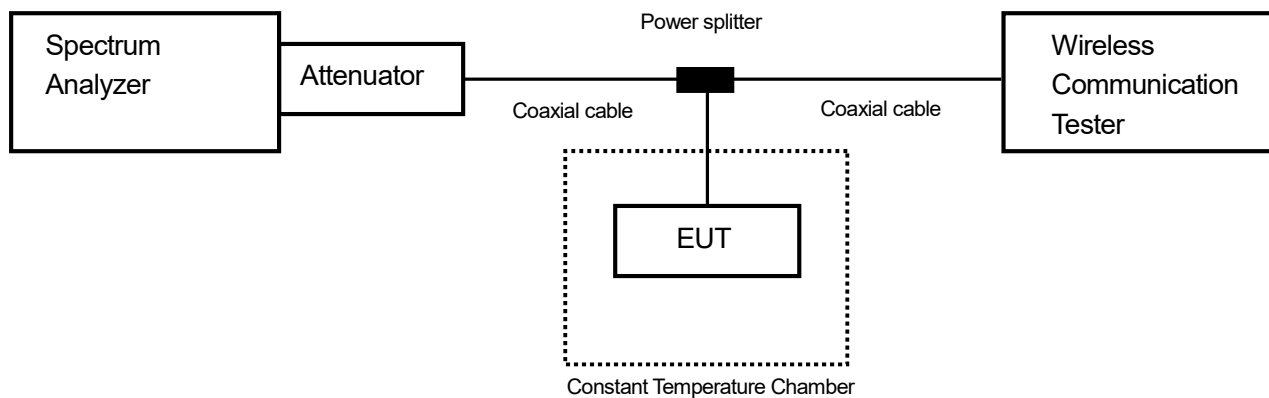 Power splitter
Spectrum
Analyzer
Attenuator
Wireless
Communication
Tester
Coaxial cable
Coaxial cable
EUT
Constant Temperature Chamber